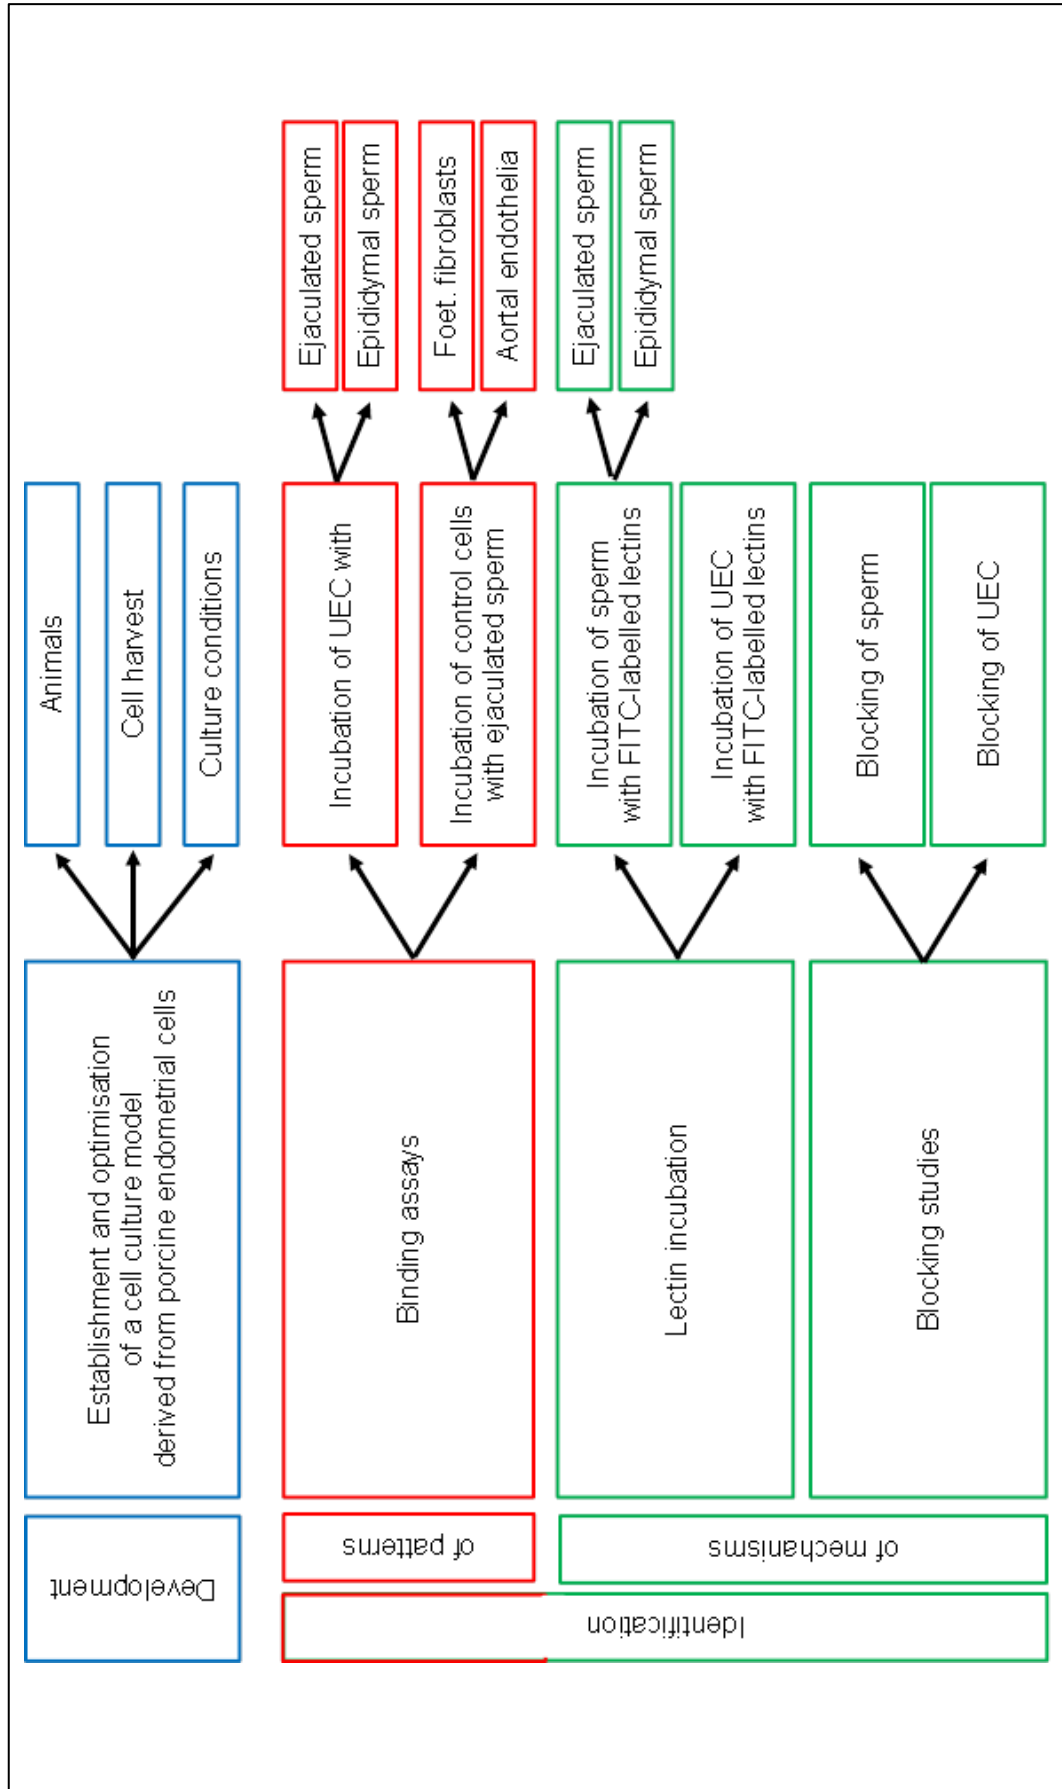 Development
Establishment and optimisation
of a cell culture model
derived from porcine endometrial cells
Animals
Cell harvest
Culture conditions
Identification
of patterns
Binding assays
Incubation of UEC with
Ejaculated sperm
Epididymal sperm
Incubation of control cells
with ejaculated sperm
Foet. fibroblasts
Aortal endothelia
of mechanisms
Lectin incubation
Incubation of sperm
with FITC-labelled lectins
Ejaculated sperm
Epididymal sperm
Incubation of UEC
with FITC-labelled lectins
Blocking studies
Blocking of sperm
Blocking of UEC